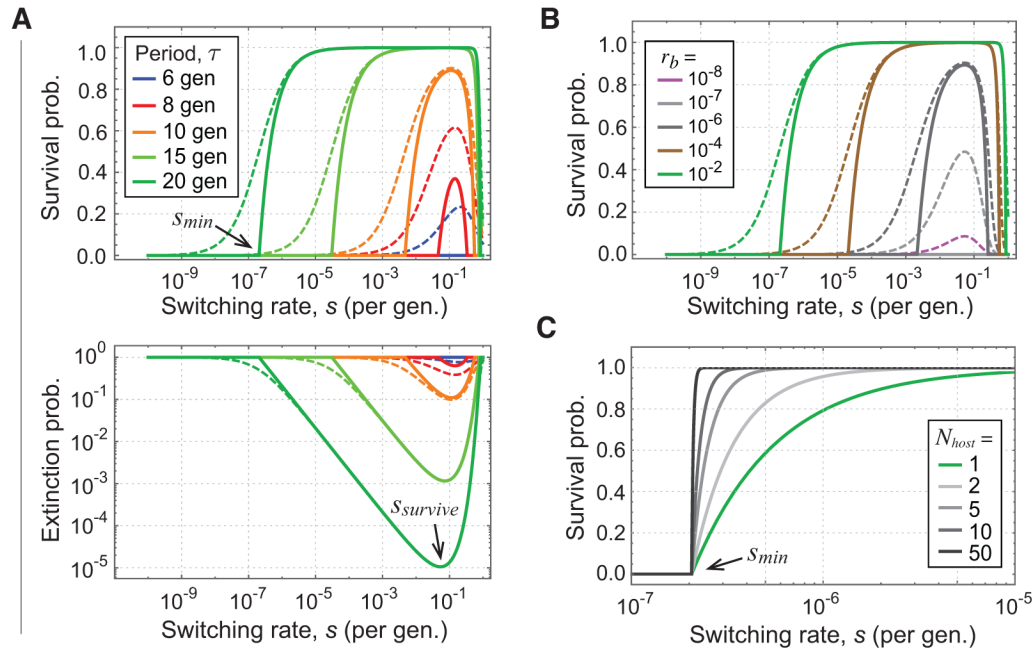 A
Survival prob.
1.0
0.8
0.6
0.4
0.2
0.0
Period, τ
6 gen
8 gen
10 gen
15 gen
20 gen
s_min
10^-9
10^-7
10^-5
10^-3
10^-1
Switching rate, s (per gen.)
Extinction prob.
10^0
10^-1
10^-2
10^-3
10^-4
10^-5
s_survive
10^-9
10^-7
10^-5
10^-3
10^-1
Switching rate, s (per gen.)
B
Survival prob.
1.0
0.8
0.6
0.4
0.2
0.0
r_b =
10^-8
10^-7
10^-6
10^-4
10^-2
10^-9
10^-7
10^-5
10^-3
10^-1
Switching rate, s (per gen.)
C
Survival prob.
1.0
0.8
0.6
0.4
0.2
0.0
N_host =
1
2
5
10
50
s_min
10^-7
10^-6
10^-5
Switching rate, s (per gen.)